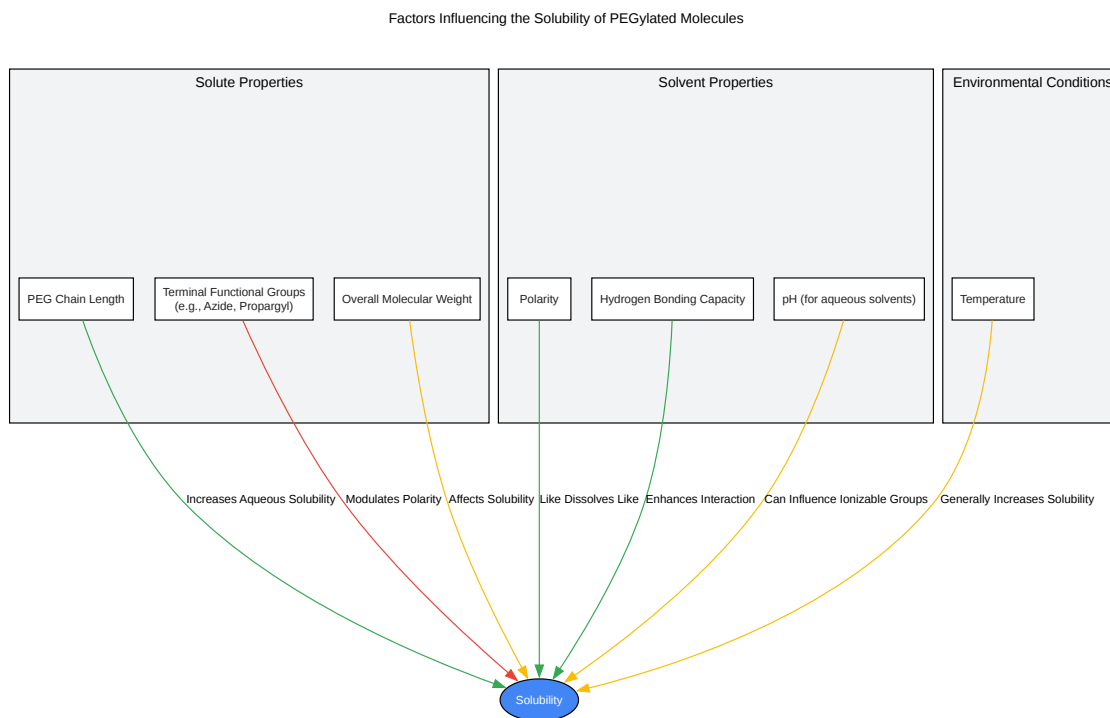 Factors Influencing the Solubility of PEGylated Molecules
Solute Properties
Solvent Properties
Environmental Conditions
PEG Chain Length
Terminal Functional Groups
(e.g., Azide, Propargyl)
Overall Molecular Weight
Polarity
Hydrogen Bonding Capacity
pH (for aqueous solvents)
Temperature
Increases Aqueous Solubility
Modulates Polarity
Affects Solubility
Like Dissolves Like
Enhances Interaction
Can Influence Ionizable Groups
Generally Increases Solubility
Solubility